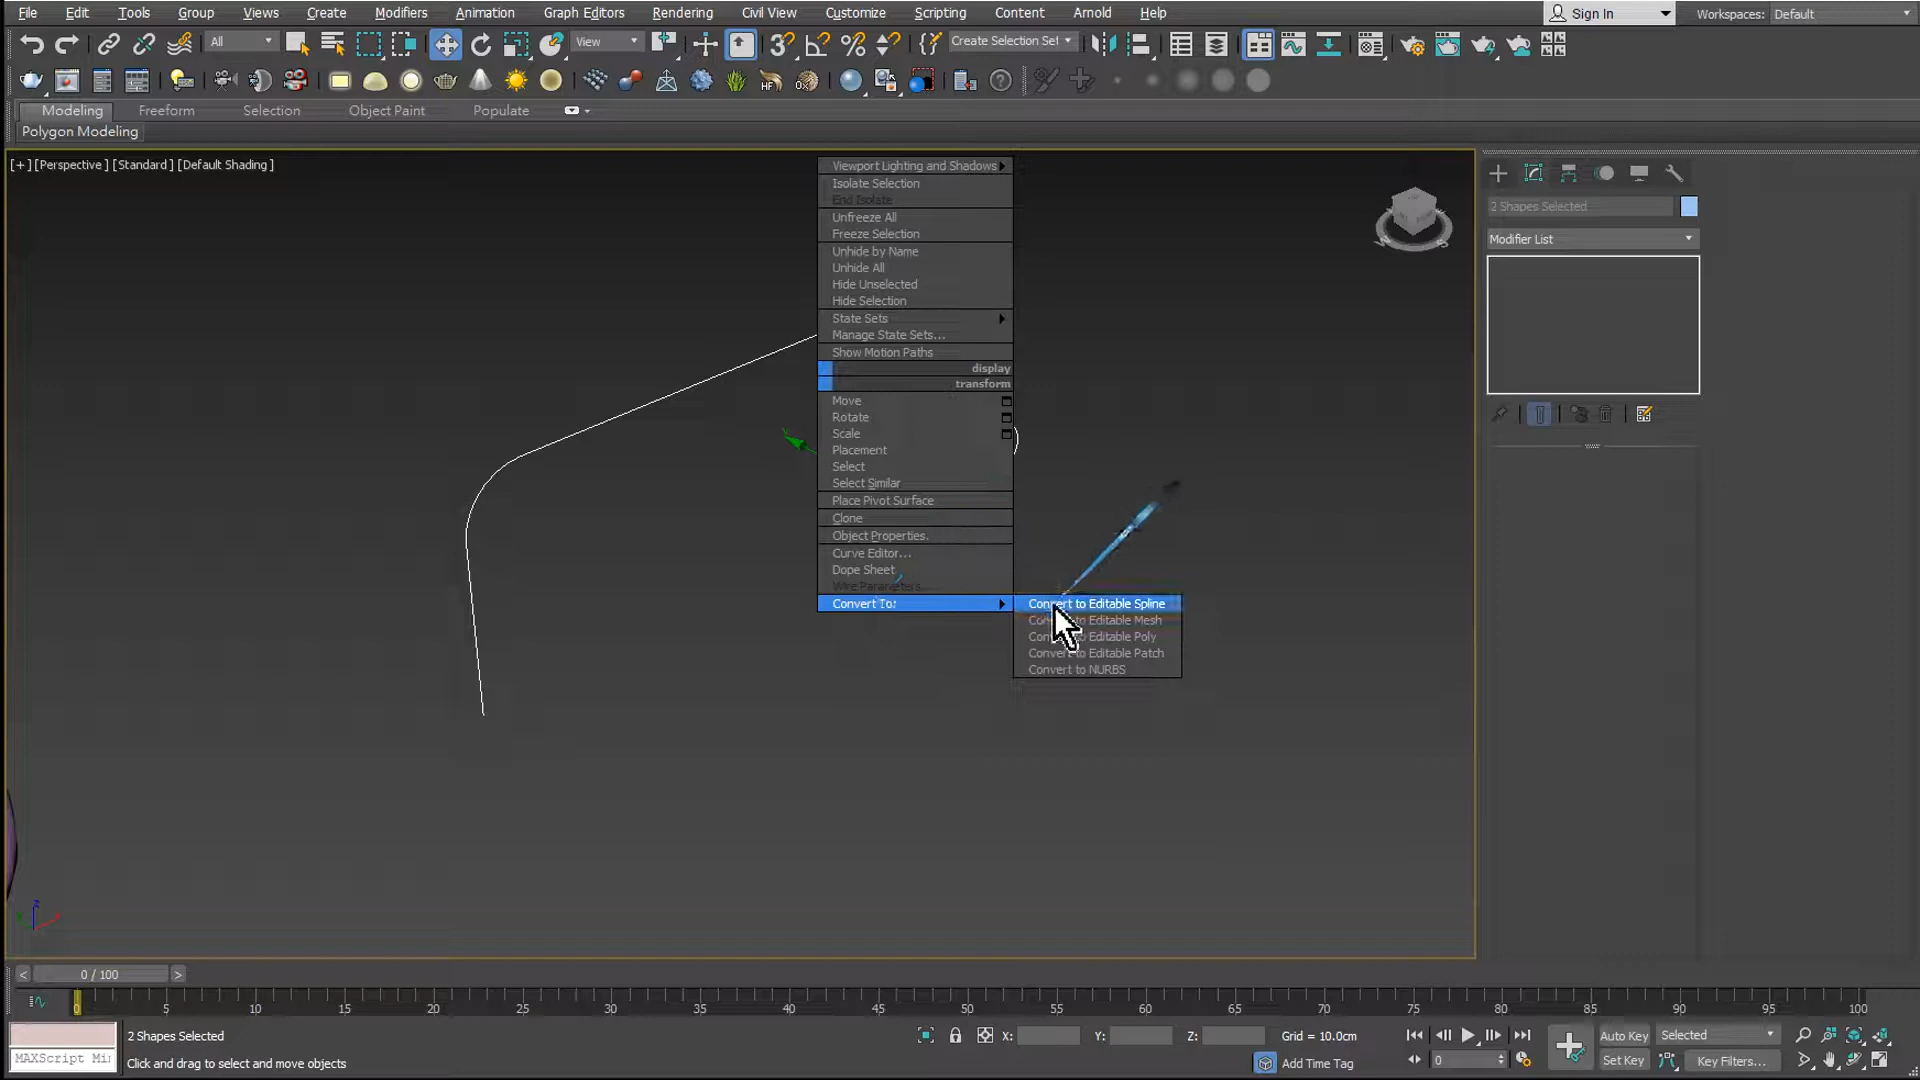 File Edit Tools Group Views Create Modifiers Animation Graph Editors Rendering Civil View Customize Scripting Content Arnold Help Sign In Workspaces: Default
All View Create Selection Set
Modeling Freeform Selection Object Paint Populate
Polygon Modeling
[+] [Perspective ] [Standard ] [Default Shading ]
Viewport Lighting and Shadows
Isolate Selection
End Isolate
Unfreeze All
Freeze Selection
Unhide by Name
Unhide All
Hide Unselected
Hide Selection
State Sets
Manage State Sets...
Show Motion Paths
display
transform
Move
Rotate
Scale
Placement
Select
Select Similar
Place Pivot Surface
Clone
Object Properties.
Curve Editor...
Dope Sheet
Wire Parameters...
Convert To:
Convert to Editable Spline
to Editable Mesh
to Editable Poly
Convert to Editable Patch
Convert to NURBS
2 Shapes Selected
Modifier List
< 0 / 100 >
0 5 10 15 20 25 30 35 40 45 50 55 60 65 70 75 80 85 90 95 100
2 Shapes Selected X: Y: Z: Grid = 10.0cm Auto Key Selected
MAXScript Mi Click and drag to select and move objects Add Time Tag 0 Set Key Key Filters...